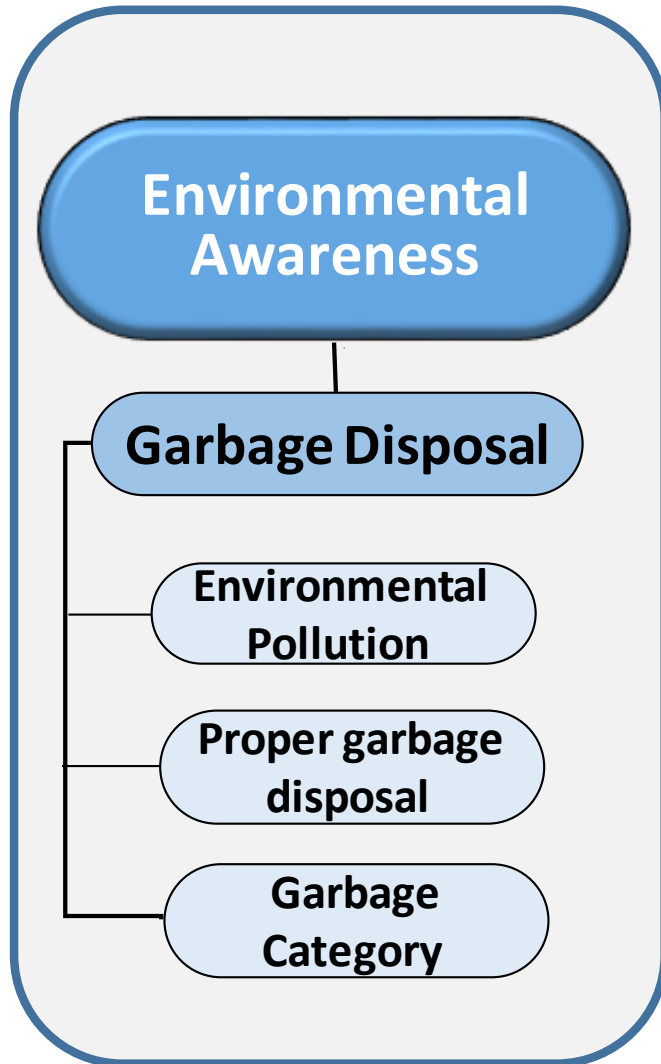 Environmental
Awareness
Garbage Disposal
Environmental
Pollution
Proper garbage
disposal
Garbage
Category